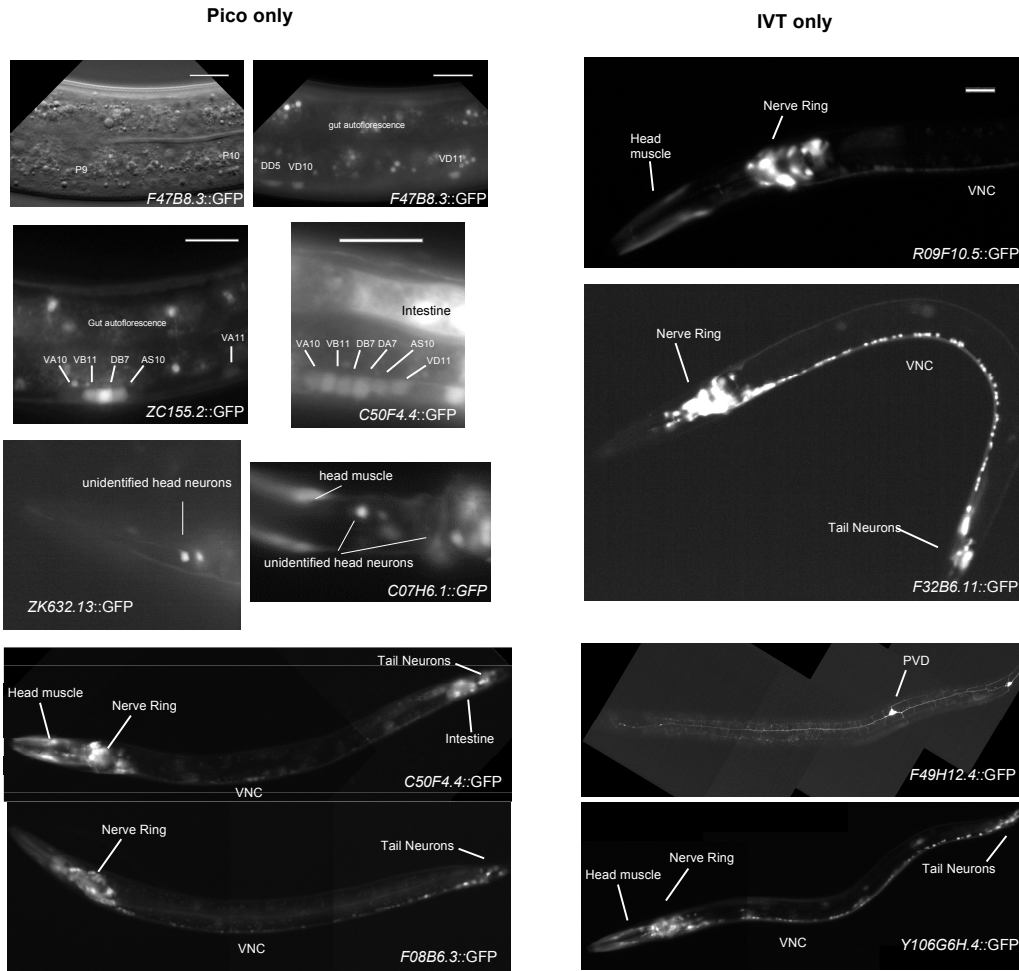 Pico only
IVT only
P9
P10
F47B8.3::GFP
gut autoflorescence
DD5 VD10
VD11
F47B8.3::GFP
Gut autoflorescence
VA10 VB11 DB7 AS10
VA11
ZC155.2::GFP
Intestine
VA10 VB11 DB7 DA7 AS10
VD11
C50F4.4::GFP
unidentified head neurons
ZK632.13::GFP
head muscle
unidentified head neurons
C07H6.1::GFP
Tail Neurons
Head muscle
Nerve Ring
Intestine
C50F4.4::GFP
VNC
Nerve Ring
Tail Neurons
VNC
F08B6.3::GFP
Nerve Ring
Head
muscle
VNC
R09F10.5::GFP
Nerve Ring
VNC
Tail Neurons
F32B6.11::GFP
PVD
F49H12.4::GFP
Nerve Ring
Head muscle
Tail Neurons
VNC
Y106G6H.4::GFP